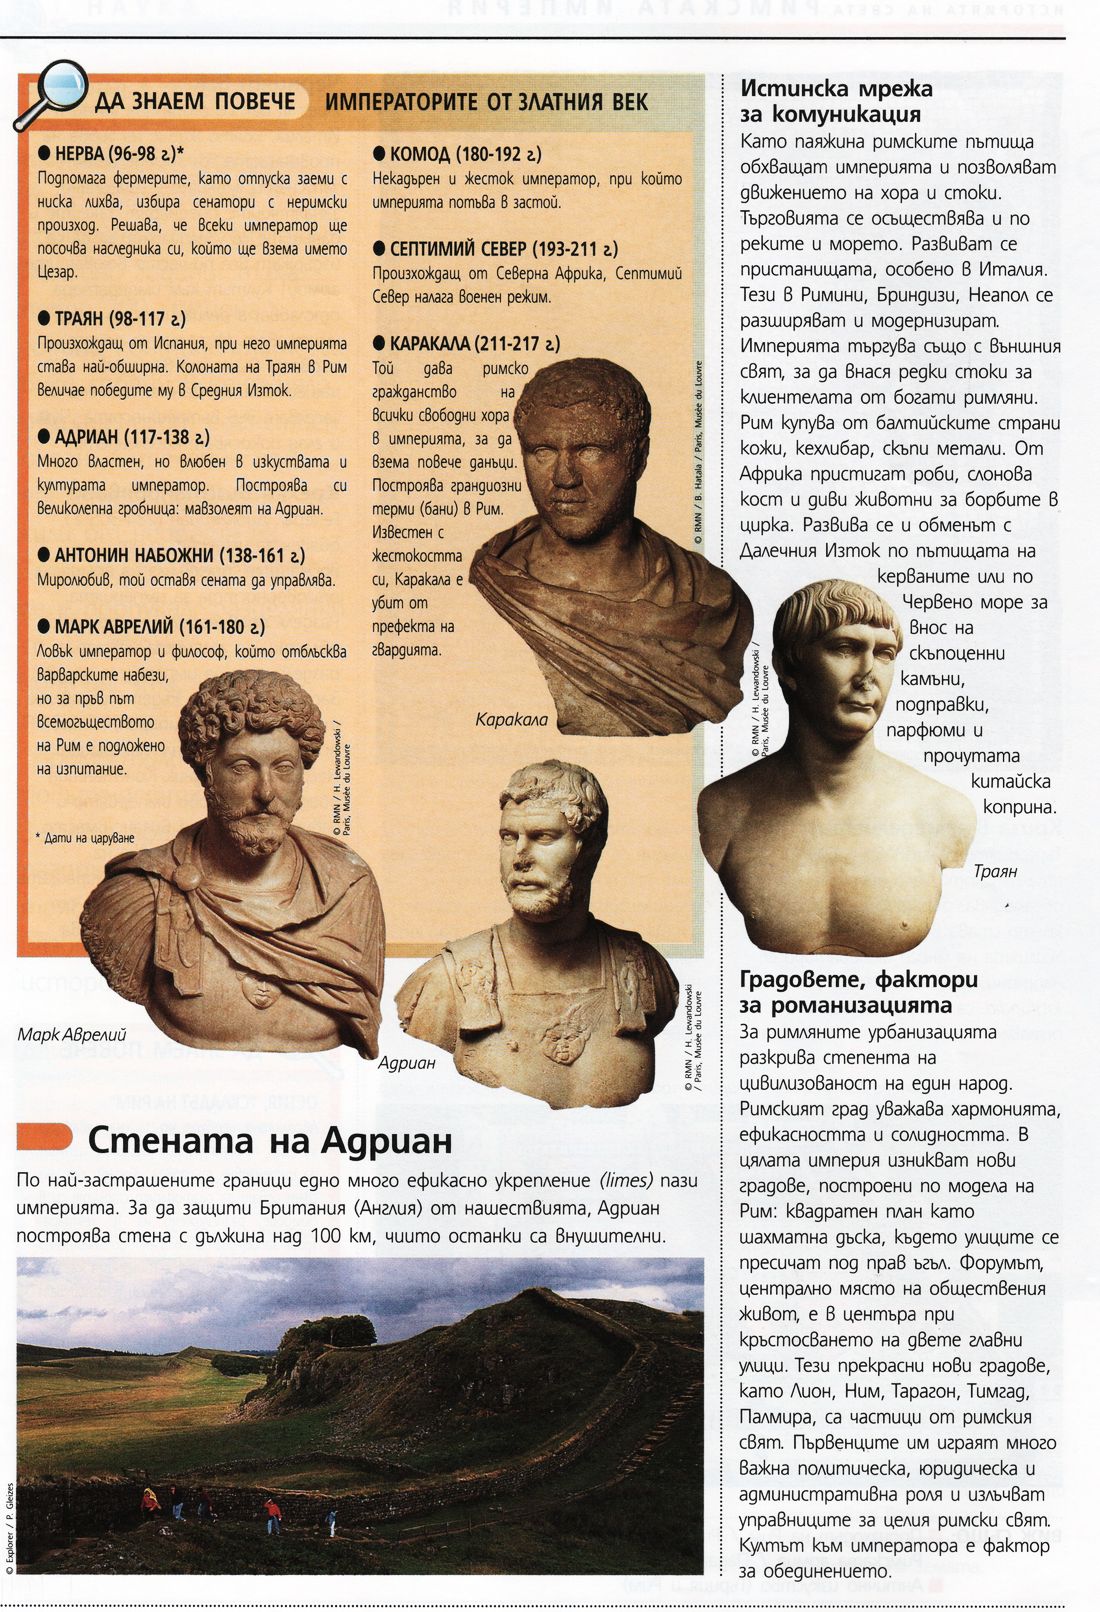 ДА ЗНАЕМ ПОВЕЧЕ ИМПЕРАТОРИТЕ ОТ ЗЛАТНИЯ ВЕК
● НЕРВА (96-98 г.)*
Подпомага фермерите, като отпуска заеми с
ниска лихва, избира сенатори с неримски
произход. Решава, че всеки император ще
посочва наследника си, който ще взема името
Цезар.
● ТРАЯН (98-117 г.)
Произхождащ от Испания, при него империята
става най-обширна. Колоната на Траян в Рим
величае победите му в Средния Изток.
● АДРИАН (117-138 г.)
Много властен, но влюбен в изкуствата и
културата император. Построява си
великолепна гробница: мавзолеят на Адриан.
● АНТОНИН НАБОЖНИ (138-161 г.)
Миролюбив, той оставя сената да управлява.
● МАРК АВРЕЛИЙ (161-180 г.)
Ловък император и философ, който отблъсква
варварските набези,
но за пръв път
всемогъществото
на Рим е подложено
на изпитание.
* Дати на царуване
● КОМОД (180-192 г.)
Некадърен и жесток император, при който
империята потъва в застой.
● СЕПТИМИЙ СЕВЕР (193-211 г.)
Произхождащ от Северна Африка, Септимий
Север налага военен режим.
● КАРАКАЛА (211-217 г.)
Той дава римско
гражданство на
всички свободни хора
в империята, за да
взема повече данъци.
Построява грандиозни
терми (бани) в Рим.
Известен с
жестокостта
си, Каракала е
убит от
префекта на
гвардията.
© RMN / B. Hatala / Paris, Musée du Louvre
Каракала
© RMN / H. Lewandowski /
Paris, Musée du Louvre
Марк Аврелий
Адриан
© RMN / H. Lewandowski
/ Paris, Musée du Louvre
© RMN / H. Lewandowski /
Paris, Musée du Louvre
Траян
Стената на Адриан
По най-застрашените граници едно много ефикасно укрепление (limes) пази
империята. За да защити Британия (Англия) от нашествията, Адриан
построява стена с дължина над 100 km, чиито останки са внушителни.
© Explorer / P. Gleizes
Истинска мрежа
за комуникация
Като паяжина римските пътища
обхващат империята и позволяват
движението на хора и стоки.
Търговията се осъществява и по
реките и морето. Развиват се
пристанищата, особено в Италия.
Тези в Римини, Бриндизи, Неапол се
разширяват и модернизират.
Империята търгува също с външния
свят, за да внася редки стоки за
клиентелата от богати римляни.
Рим купува от балтийските страни
кожи, кехлибар, скъпи метали. От
Африка пристигат роби, слонова
кост и диви животни за борбите в
цирка. Развива се и обменът с
Далечния Изток по пътищата на
керваните или по
Червено море за
внос на
скъпоценни
камъни,
подправки,
парфюми и
прочутата
китайска
коприна.
Градовете, фактори
за романизацията
За римляните урбанизацията
разкрива степента на
цивилизованост на един народ.
Римският град уважава хармонията,
ефикасността и солидността. В
цялата империя изникват нови
градове, построени по модела на
Рим: квадратен план като
шахматна дъска, където улиците се
пресичат под прав ъгъл. Форумът,
централно място на обществения
живот, е в центъра при
кръстосването на двете главни
улици. Тези прекрасни нови градове,
като Лион, Ним, Тарагон, Тимгад,
Палмира, са частици от римския
свят. Първенците им играят много
важна политическа, юридическа и
административна роля и излъчват
управниците за целия римски свят.
Култът към императора е фактор
за обединението.